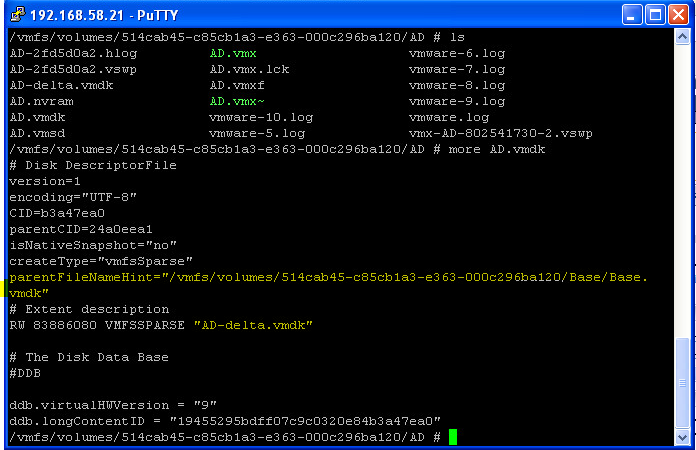 192.168.58.21 - PuTTY
/vmfs/volumes/514cab45-c85cb1a3-e363-000c296ba120/AD # ls
AD-2fd5d0a2.hlog AD.vmx vmware-6.log
AD-2fd5d0a2.vswp AD.vmx.lck vmware-7.log
AD-delta.vmdk AD.vmxf vmware-8.log
AD.nvram AD.vmx~ vmware-9.log
AD.vmdk vmware-10.log vmware.log
AD.vmsd vmware-5.log vmx-AD-802541730-2.vswp
/vmfs/volumes/514cab45-c85cb1a3-e363-000c296ba120/AD # more AD.vmdk
# Disk DescriptorFile
version=1
encoding="UTF-8"
CID=b3a47ea0
parentCID=24a0eea1
isNativeSnapshot="no"
createType="vmfsSparse"
parentFileNameHint="/vmfs/volumes/514cab45-c85cb1a3-e363-000c296ba120/Base/Base.
vmdk"
# Extent description
RW 83886080 VMFSSPARSE "AD-delta.vmdk"
# The Disk Data Base
#DDB
ddb.virtualHWVersion = "9"
ddb.longContentID = "19455295bdff07c9c0320e84b3a47ea0"
/vmfs/volumes/514cab45-c85cb1a3-e363-000c296ba120/AD #